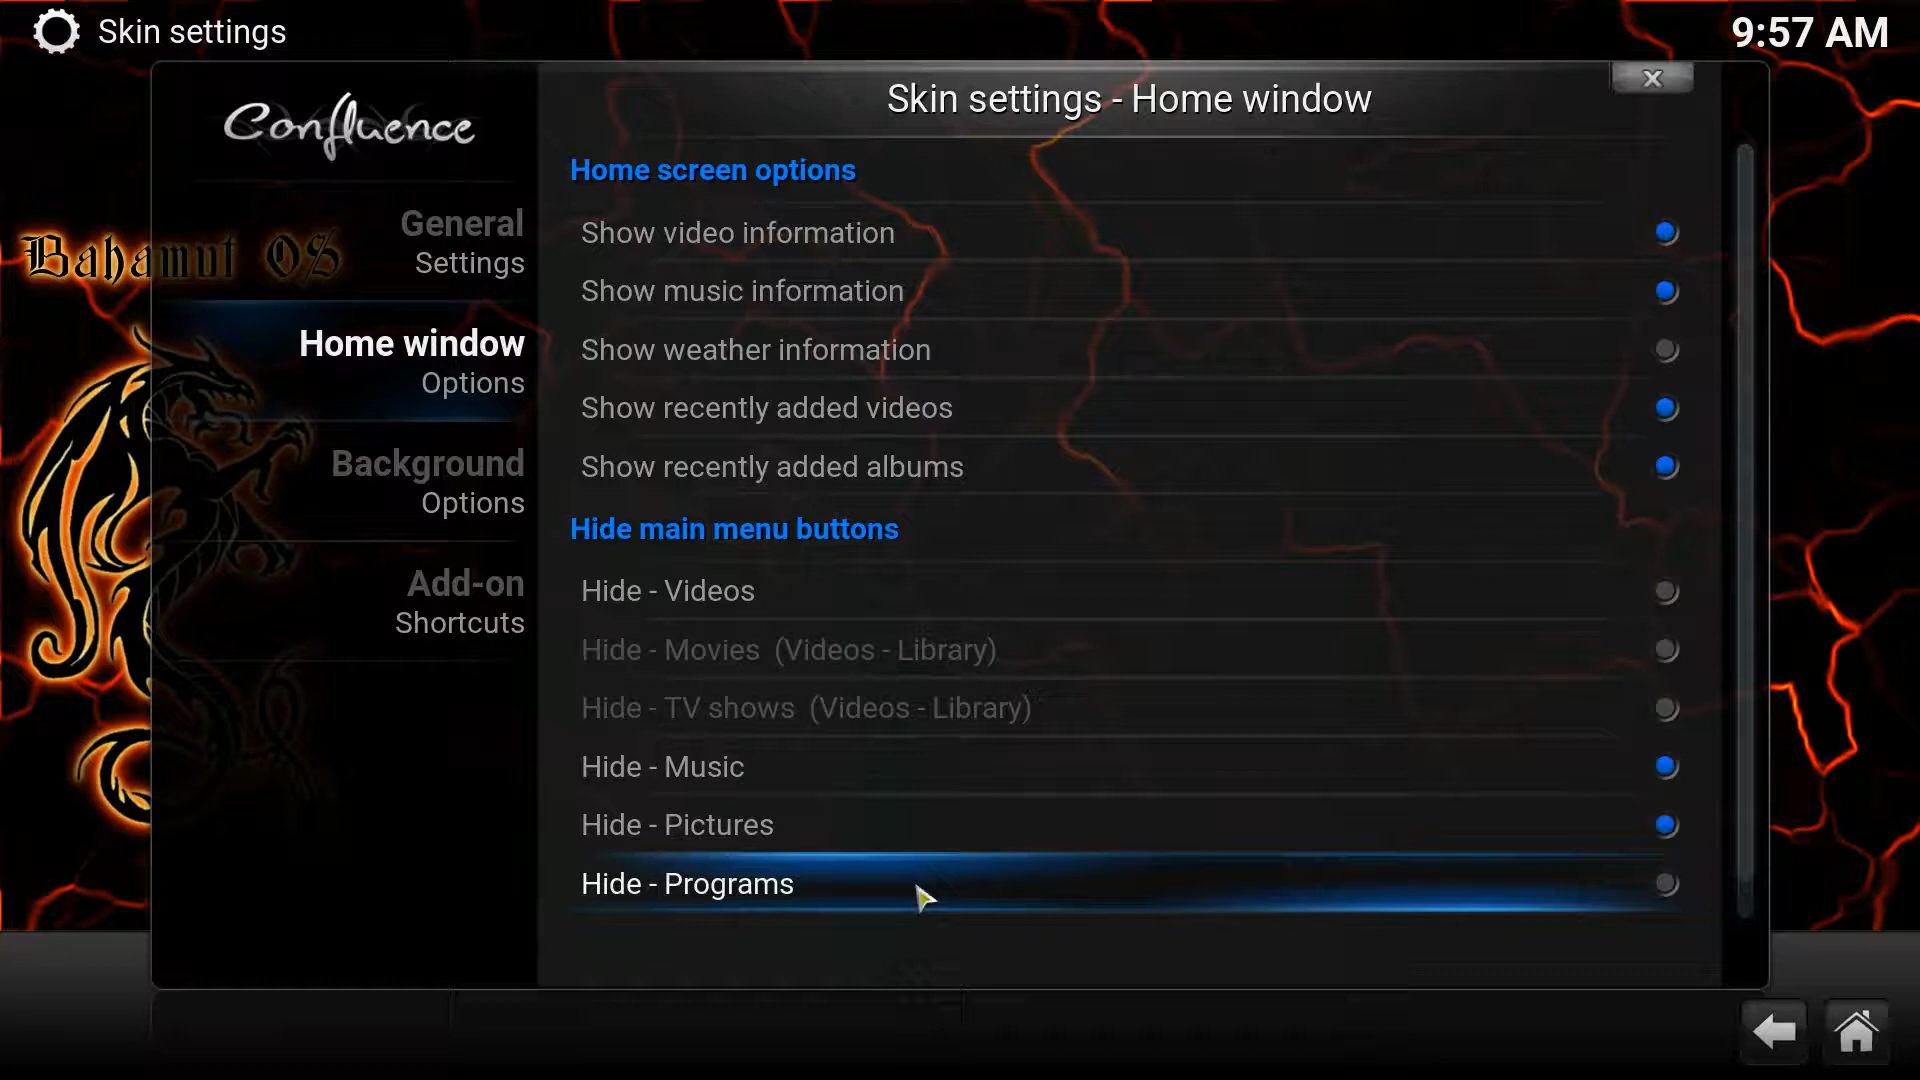 Skin settings
9:57 AM
Confluence
Skin settings - Home window
x
Home screen options
Show video information
General
Settings
Bahamut OS
Show music information
Home window
Options
Show weather information
Show recently added videos
Background
Options
Show recently added albums
Hide main menu buttons
Add-on
Shortcuts
Hide - Videos
Hide - Movies (Videos - Library)
Hide - TV shows (Videos - Library)
Hide - Music
Hide - Pictures
Hide - Programs